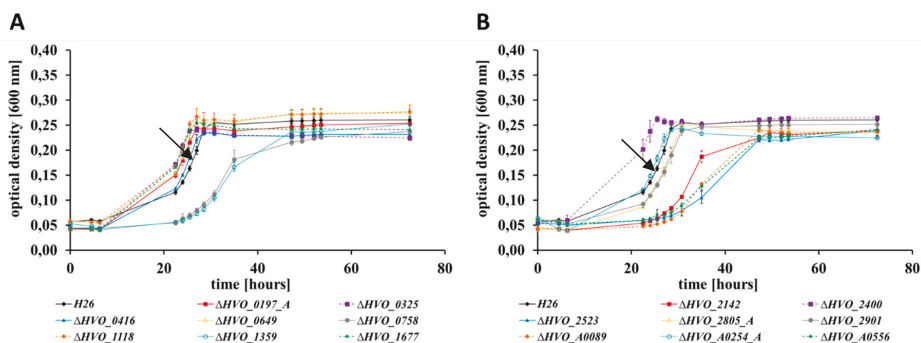 A
B
optical density [600 nm]
0,40
0,35
0,30
0,25
0,20
0,15
0,10
0,05
0,00
0 20 40 60 80
time [hours]
H26 ΔHVO_0197_A ΔHVO_0325
ΔHVO_0416 ΔHVO_0649 ΔHVO_0758
ΔHVO_1118 ΔHVO_1359 ΔHVO_1677
optical density [600 nm]
0,40
0,35
0,30
0,25
0,20
0,15
0,10
0,05
0,00
0 20 40 60 80
time [hours]
H26 ΔHVO_2142 ΔHVO_2400
ΔHVO_2523 ΔHVO_2805_A ΔHVO_2901
ΔHVO_A0089 ΔHVO_A0254_A ΔHVO_A0556